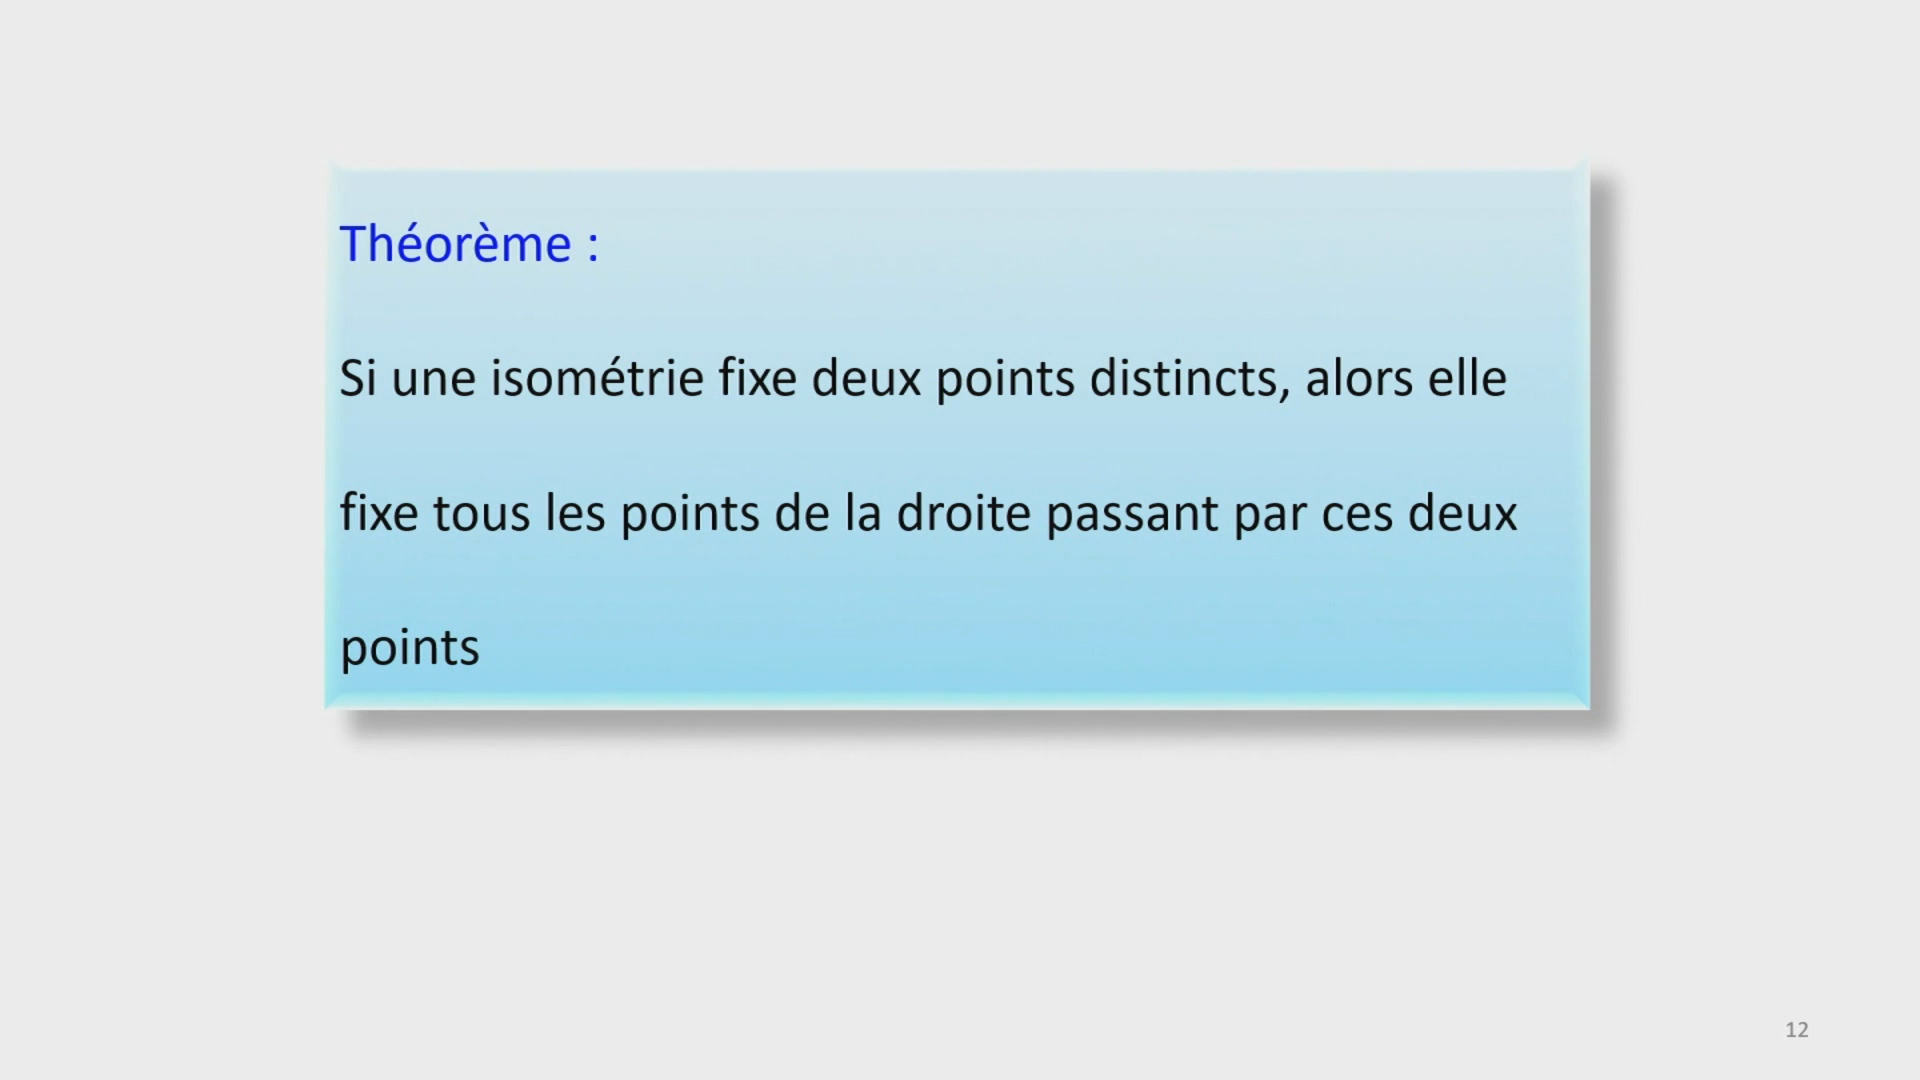 Théorème :
Si une isométrie fixe deux points distincts, alors elle
fixe tous les points de la droite passant par ces deux
points
12